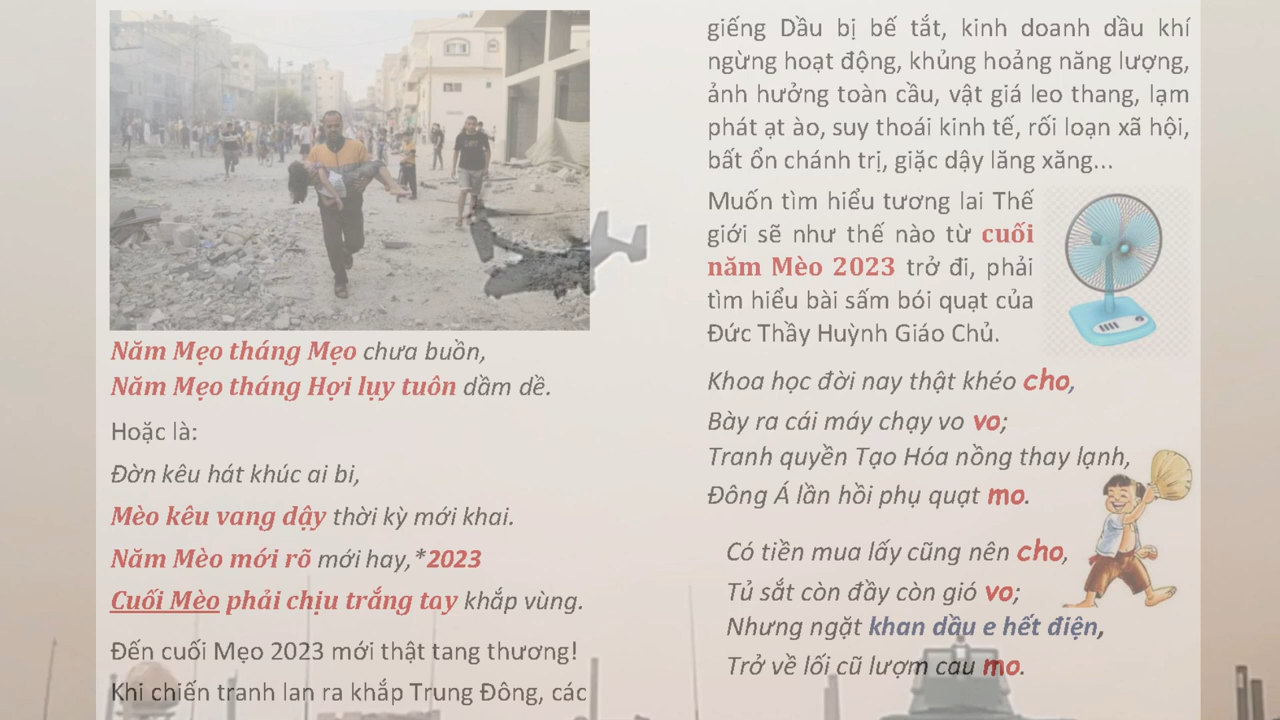 Năm Mẹo tháng Mẹo chưa buồn,
Năm Mẹo tháng Hợi lụy tuôn dầm dề.
Hoặc là:
Đờn kêu hát khúc ai bi,
Mèo kêu vang dậy thời kỳ mới khai.
Năm Mèo mới rõ mới hay,*2023
Cuối Mèo phải chịu trắng tay khắp vùng.
Đến cuối Mẹo 2023 mới thật tang thương!
Khi chiến tranh lan ra khắp Trung Đông, các
giếng Dầu bị bế tắt, kinh doanh dầu khí
ngừng hoạt động, khủng hoảng năng lượng,
ảnh hưởng toàn cầu, vật giá leo thang, lạm
phát ạt ào, suy thoái kinh tế, rối loạn xã hội,
bất ổn chánh trị, giặc dậy lăng xăng...
Muốn tìm hiểu tương lai Thế
giới sẽ như thế nào từ cuối
năm Mèo 2023 trở đi, phải
tìm hiểu bài sấm bói quạt của
Đức Thầy Huỳnh Giáo Chủ.
Khoa học đời nay thật khéo cho,
Bày ra cái máy chạy vo vo;
Tranh quyền Tạo Hóa nồng thay lạnh,
Đông Á lần hồi phụ quạt mo.
Có tiền mua lấy cũng nên cho,
Tủ sắt còn đầy còn gió vo;
Nhưng ngặt khan dầu e hết điện,
Trở về lối cũ lượm cau mo.